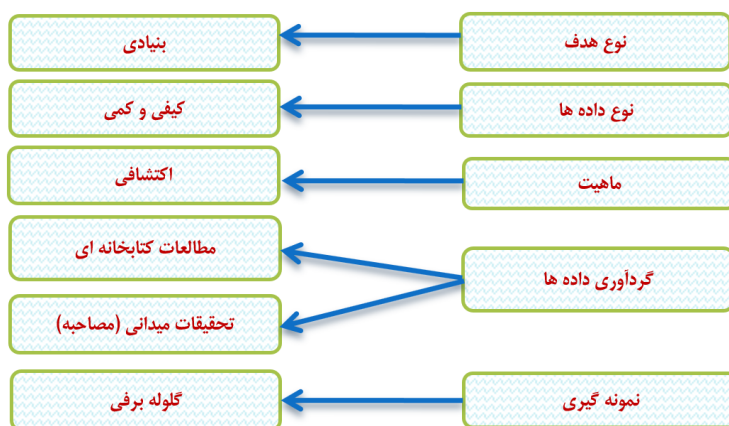 نوع هدف
بنیادی
نوع داده ها
کیفی و کمی
ماهیت
اکتشافی
گردآوری داده ها
مطالعات کتابخانه ای
تحقیقات میدانی (مصاحبه)
نمونه گیری
گلوله برفی